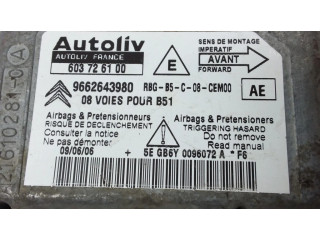 Autoliv
AUTOLIV FRANCE
603 72 61 00
E
SENS DE MONTAGE
IMPERATIF
AVANT
FORWARD
9662643980
RBG-B5-C-08-CEM00
AE
08 VOIES POUR B51
Airbags & Pretensionneurs
RISQUE DE DECLENCHEMENT
Consulter la notice
Ne pas démonter
Airbags & Pretensioners
TRIGGERING HASARD
Do not remove
Read manual
09/06/06 + 5E GB6Y 0096072 A * F6